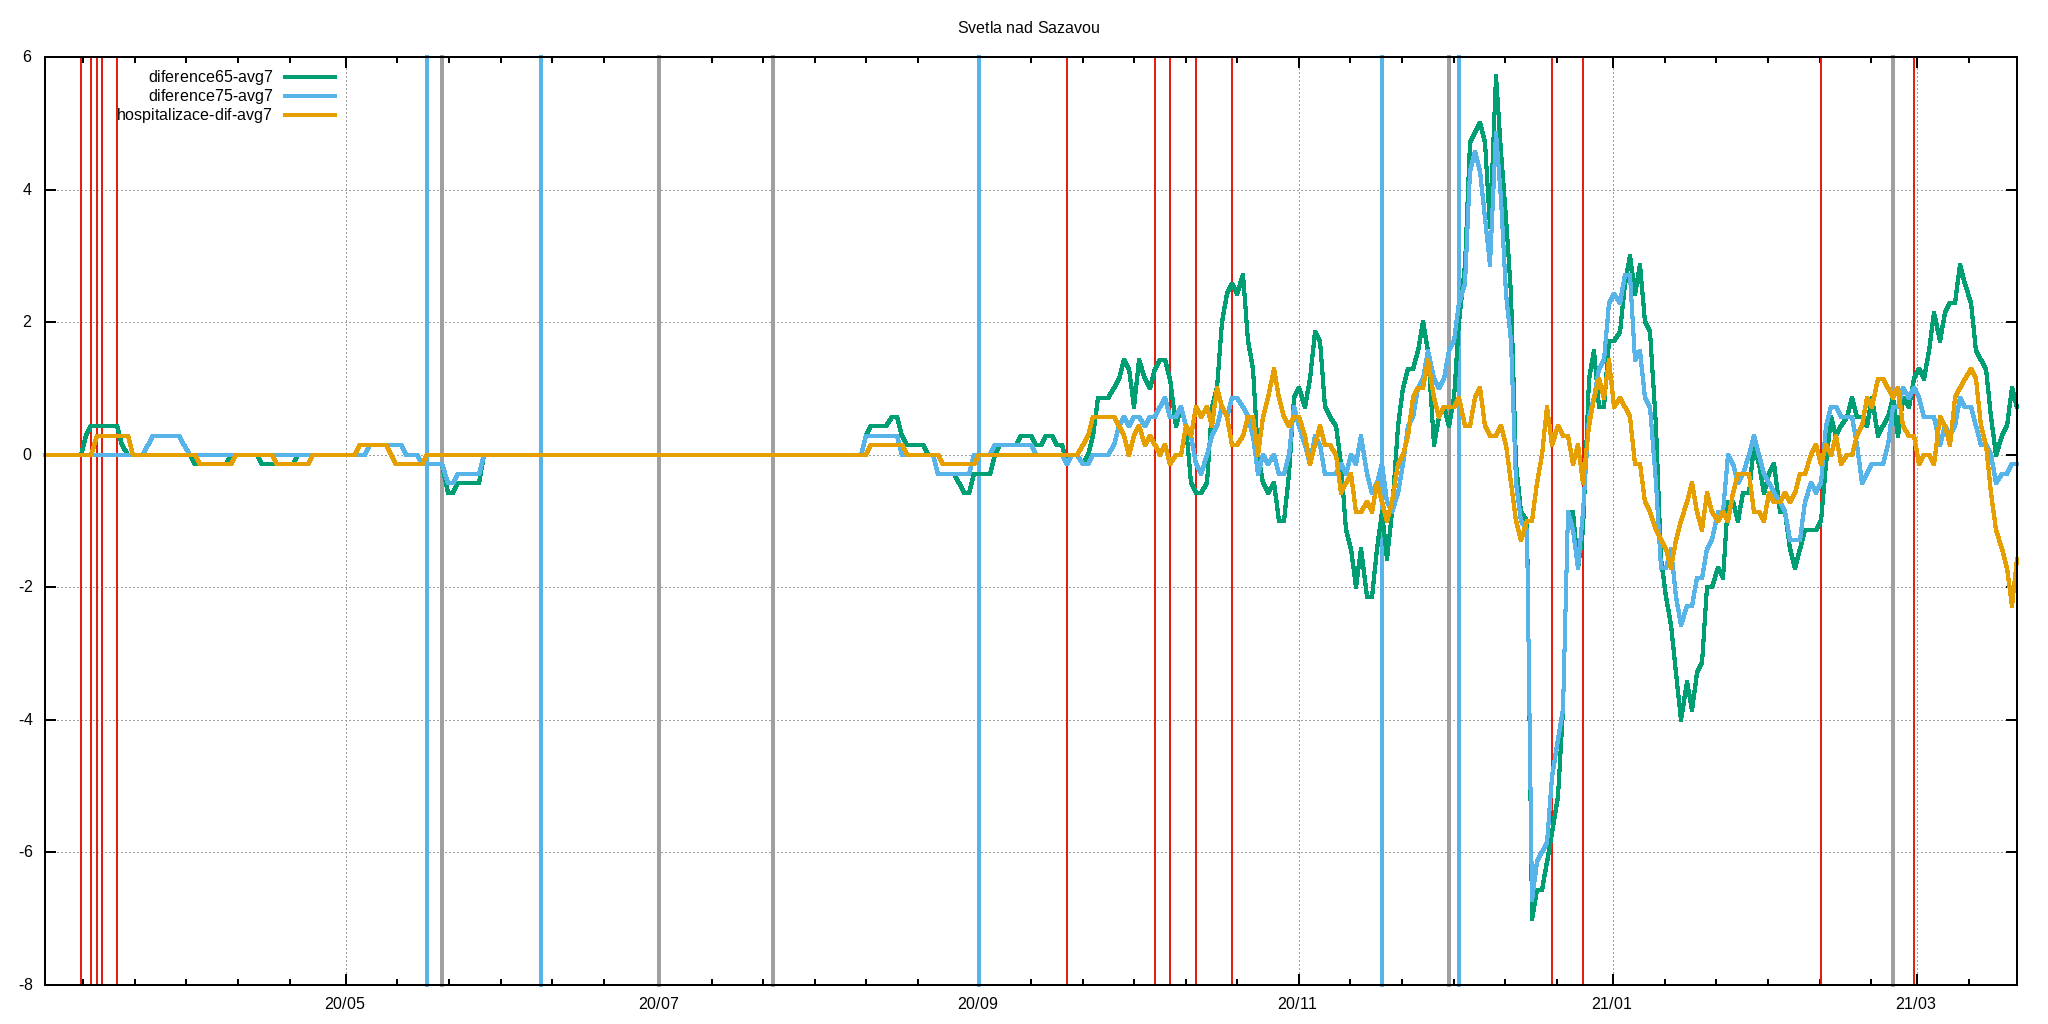 Svetla nad Sazavou
diference65-avg7
diference75-avg7
hospitalizace-dif-avg7
6
4
2
0
-2
-4
-6
-8
20/05 20/07 20/09 20/11 21/01 21/03